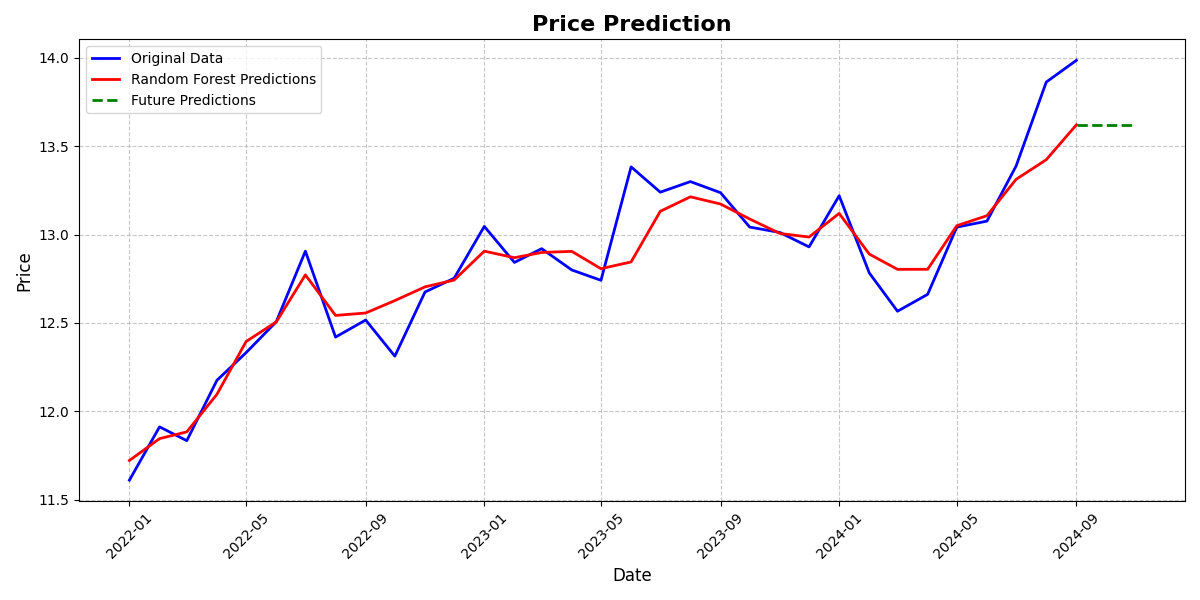 Price Prediction
Original Data
Random Forest Predictions
Future Predictions
Price
14.0
13.5
13.0
12.5
12.0
11.5
2022-01
2022-05
2022-09
2023-01
2023-05
2023-09
2024-01
2024-05
2024-09
Date